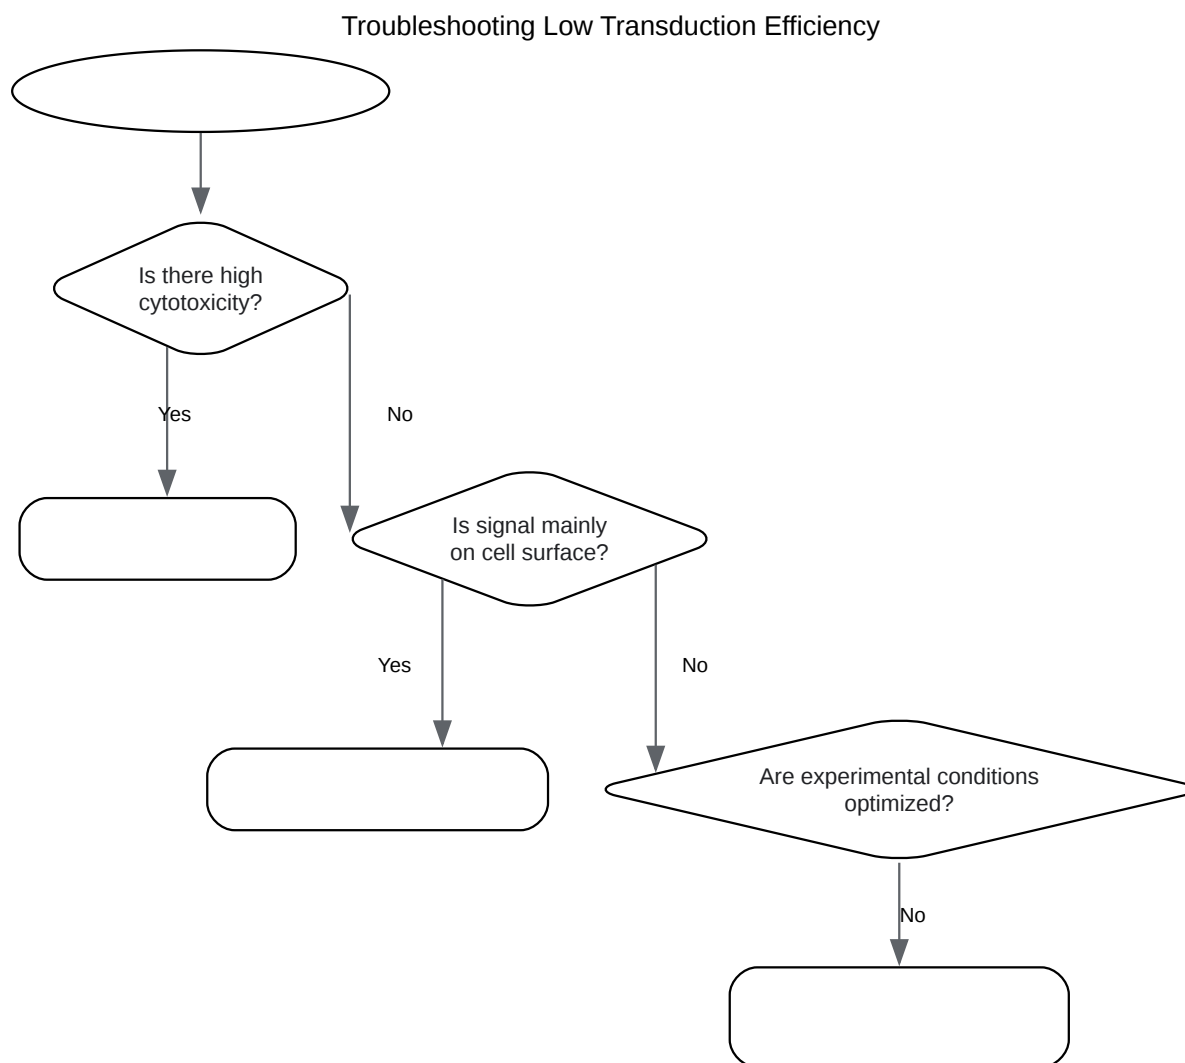 Troubleshooting Low Transduction Efficiency
Is there high
cytotoxicity?
Yes
No
Is signal mainly
on cell surface?
Yes
No
Are experimental conditions
optimized?
No